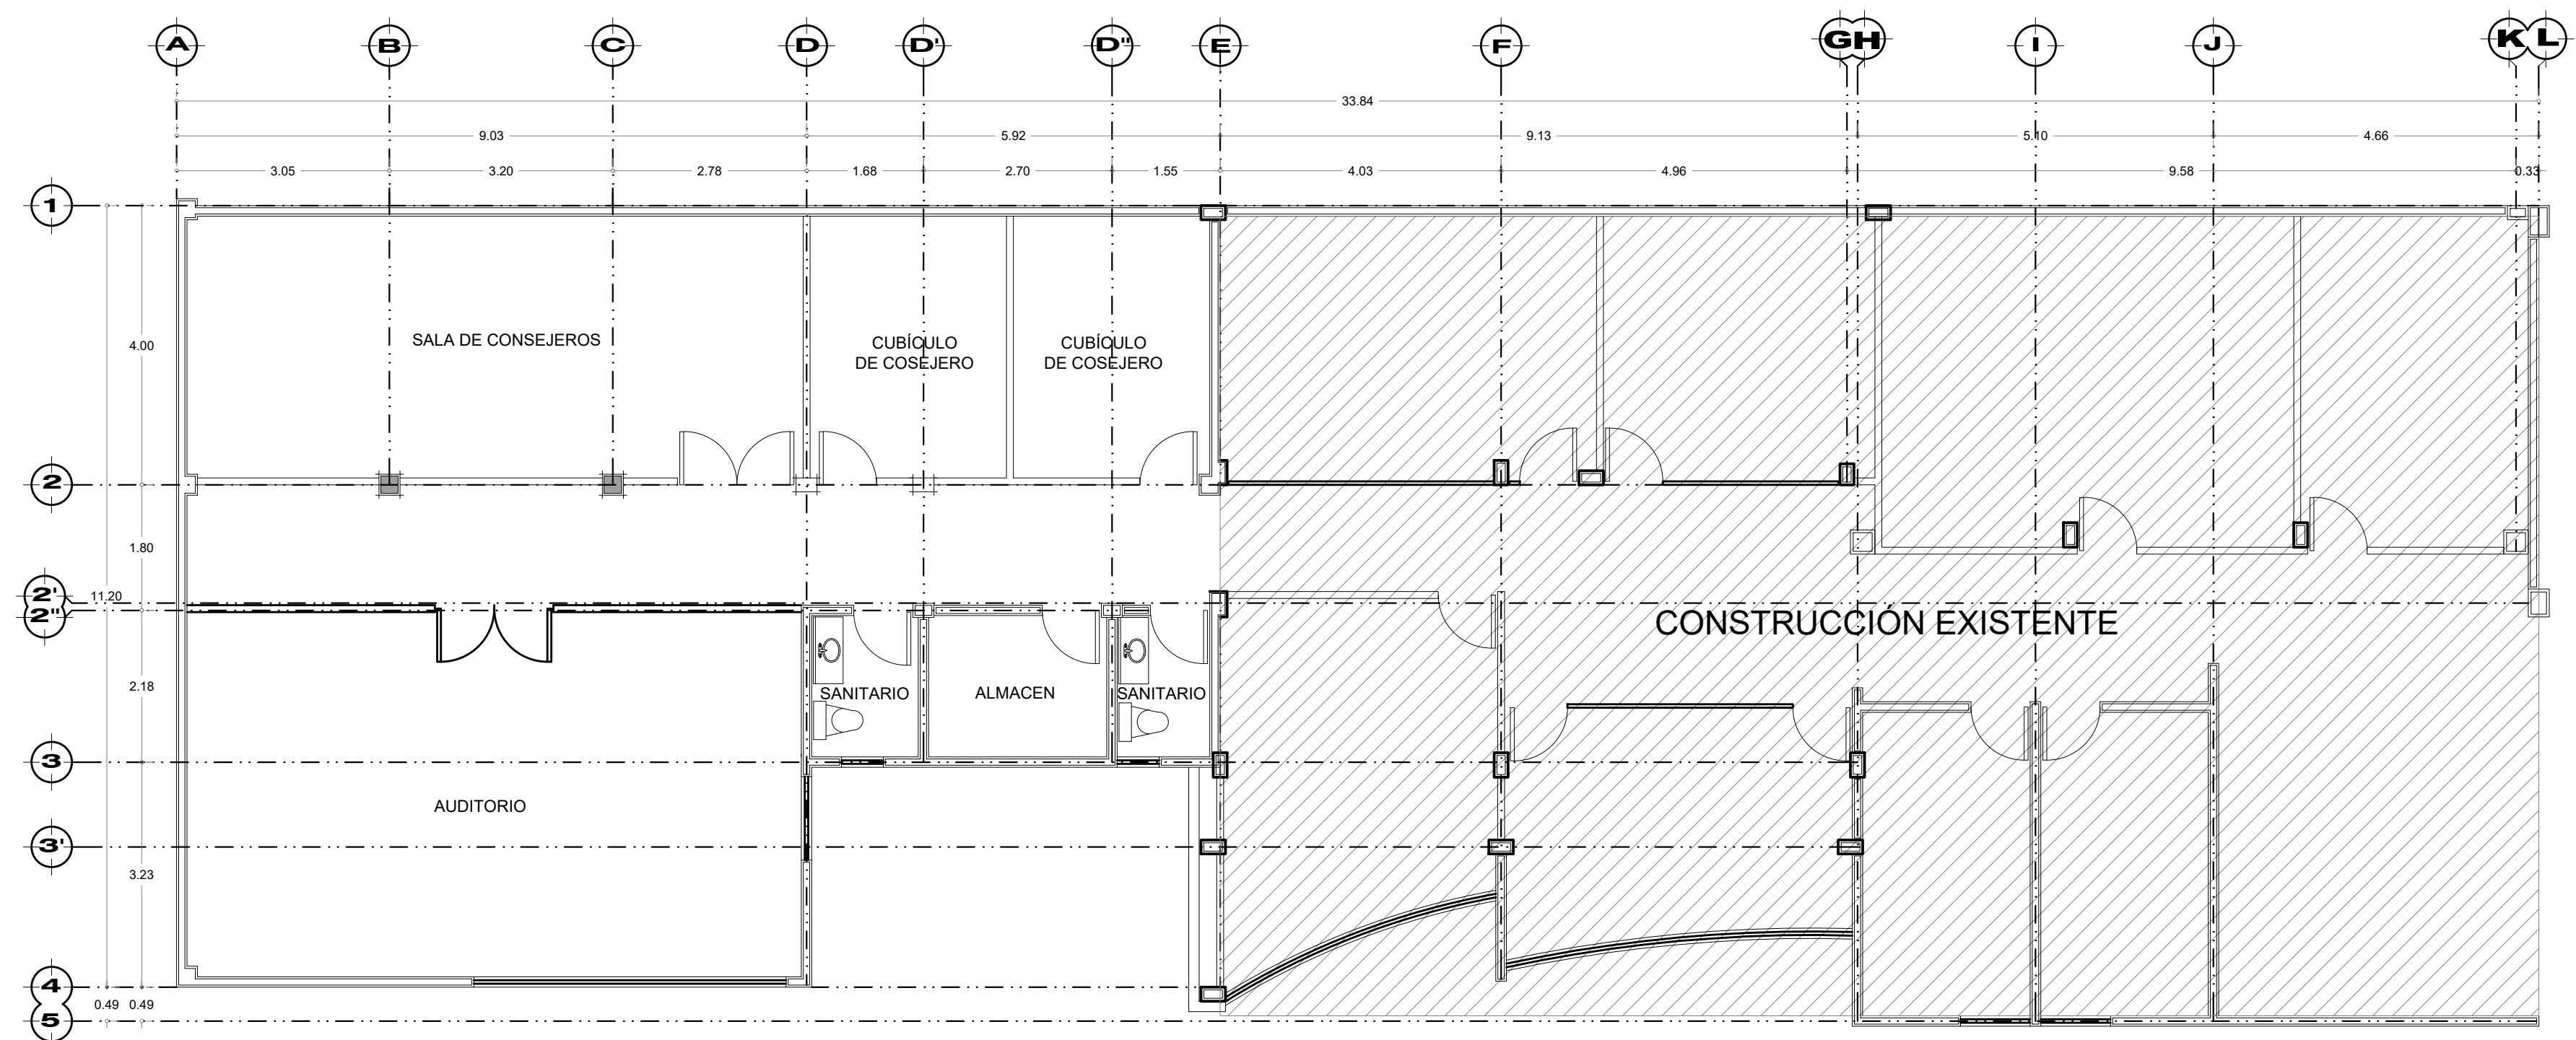 A B C D D' D" E F G H I J K L
33.84
9.03 5.92 9.13 5.10 4.66
3.05 3.20 2.78 1.68 2.70 1.55 4.03 4.96 9.58 0.33
1
4.00
SALA DE CONSEJEROS
CUBÍCULO
DE COSEJERO
CUBÍCULO
DE COSEJERO
2
1.80
2'
11.20
2"
CONSTRUCCIÓN EXISTENTE
2.18
SANITARIO
ALMACEN
SANITARIO
3
AUDITORIO
3'
3.23
4
0.49 0.49
5